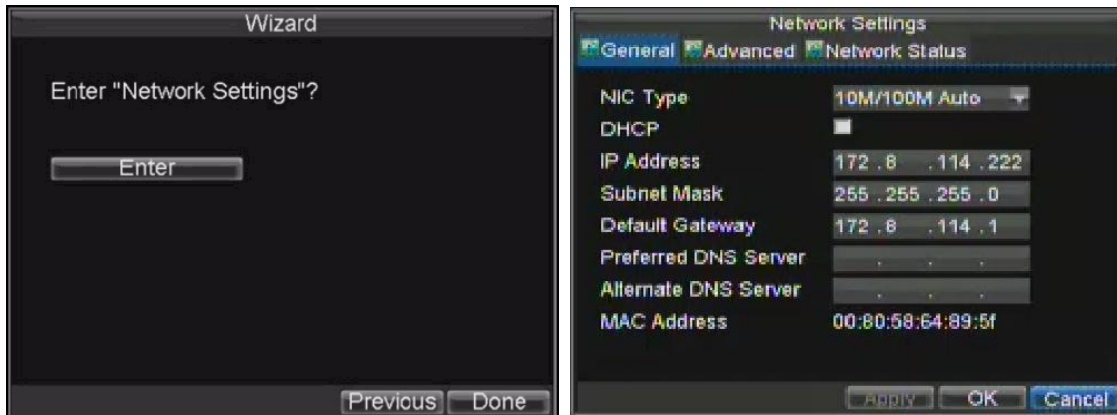 Wizard
Enter "Network Settings"?
Enter
Previous Done
Network Settings
General Advanced Network Status
NIC Type 10M/100M Auto
DHCP
IP Address 172 .8 .114 .222
Subnet Mask 255 .255 .255 .0
Default Gateway 172 .8 .114 .1
Preferred DNS Server . . .
Alternate DNS Server . . .
MAC Address 00:80:58:64:89:5f
Apply OK Cancel